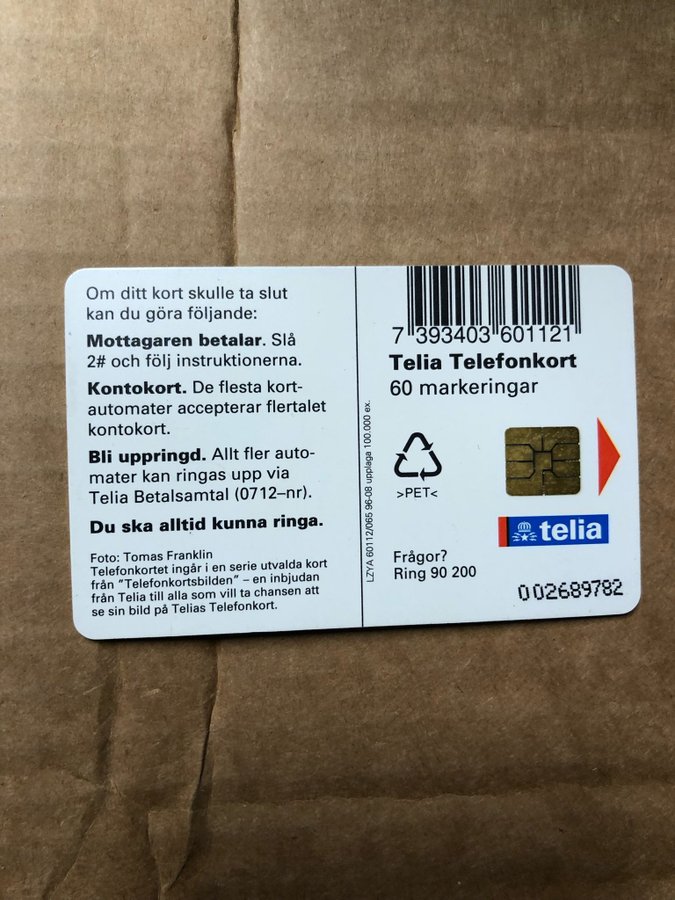 Om ditt kort skulle ta slut
kan du göra följande:
Mottagaren betalar. Slå
2# och följ instruktionerna.
Kontokort. De flesta kort-
automater accepterar flertalet
kontokort.
Bli uppringd. Allt fler auto-
mater kan ringas upp via
Telia Betalsamtal (0712–nr).
Du ska alltid kunna ringa.
Foto: Tomas Franklin
Telefonkortet ingår i en serie utvalda kort
från "Telefonkortsbilden" – en inbjudan
från Telia till alla som vill ta chansen att
se sin bild på Telias Telefonkort.
LZYA 60112/065 96-08 upplaga 100.000 ex.
7 393403 601121
Telia Telefonkort
60 markeringar
>PET<
telia
Frågor?
Ring 90 200
002689782